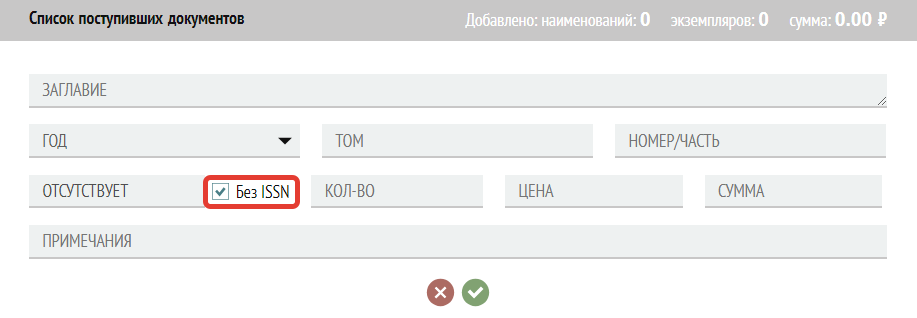 Список поступивших документов Добавлено: наименований: 0 экземпляров: 0 сумма: 0.00 ₽
ЗАГЛАВИЕ
ГОД ТОМ НОМЕР/ЧАСТЬ
ОТСУТСТВУЕТ Без ISSN КОЛ-ВО ЦЕНА СУММА
ПРИМЕЧАНИЯ